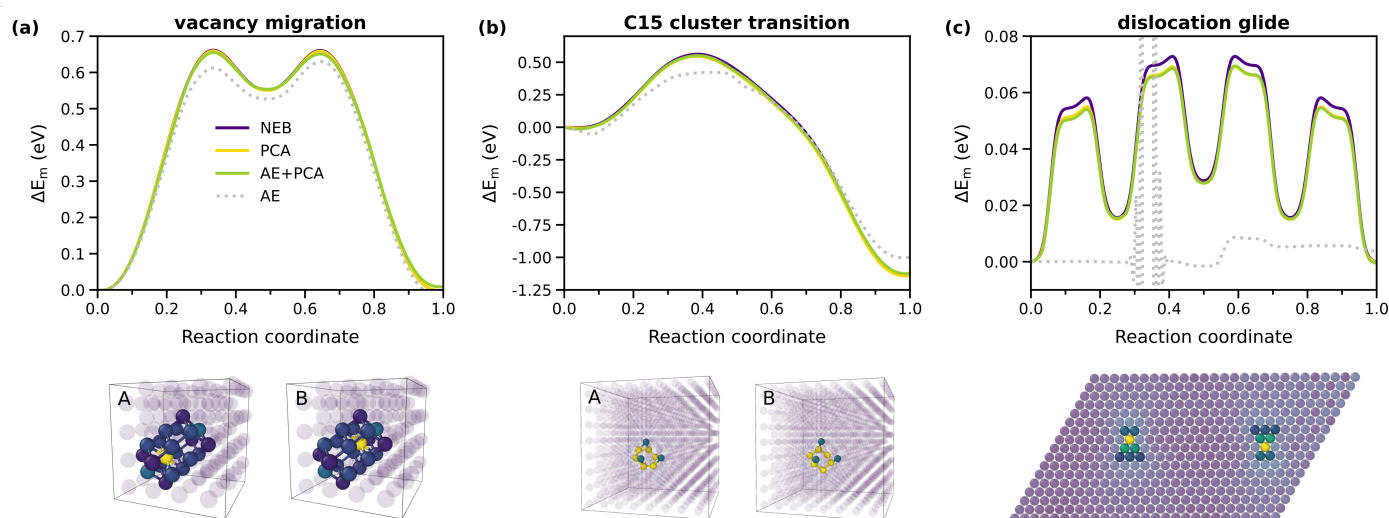 (a) vacancy migration
ΔEm (eV)
0.7
0.6
0.5
0.4
0.3
0.2
0.1
0.0
NEB
PCA
AE+PCA
AE
0.0 0.2 0.4 0.6 0.8 1.0
Reaction coordinate
A
B
(b) C15 cluster transition
ΔEm (eV)
0.50
0.25
0.00
-0.25
-0.50
-0.75
-1.00
-1.25
0.0 0.2 0.4 0.6 0.8 1.0
Reaction coordinate
A
B
(c) dislocation glide
ΔEm (eV)
0.08
0.06
0.04
0.02
0.00
0.0 0.2 0.4 0.6 0.8 1.0
Reaction coordinate